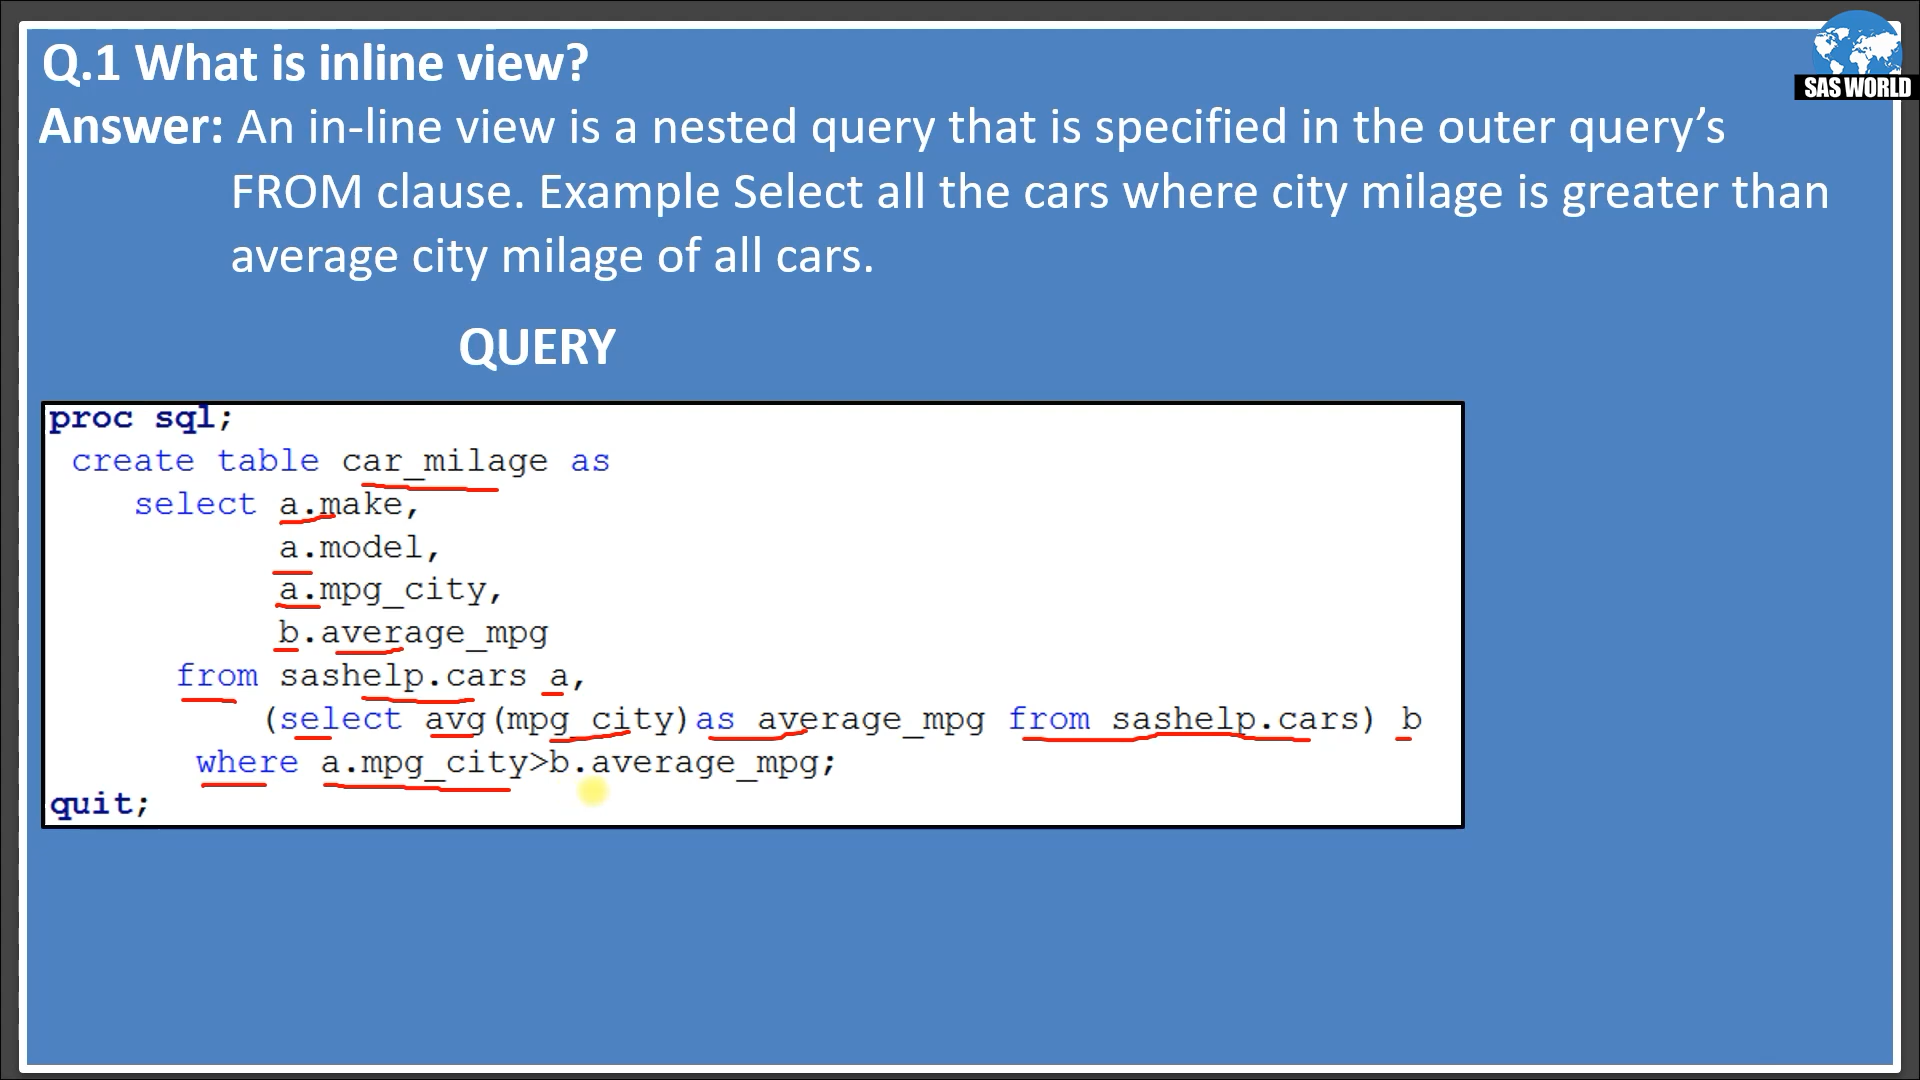 Q.1 What is inline view?
SAS WORLD
Answer: An in-line view is a nested query that is specified in the outer query’s
FROM clause. Example Select all the cars where city milage is greater than
average city milage of all cars.
QUERY
proc sql;
create table car_milage as
select a.make,
a.model,
a.mpg_city,
b.average_mpg
from sashelp.cars a,
(select avg(mpg_city)as average_mpg from sashelp.cars) b
where a.mpg_city>b.average_mpg;
quit;